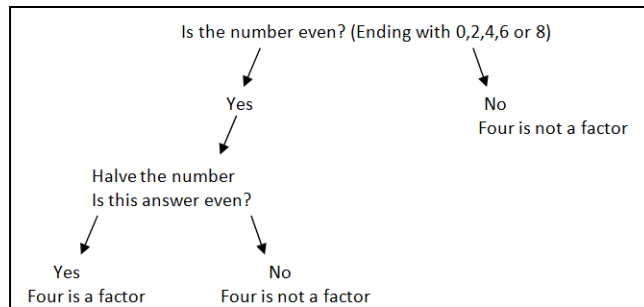 Is the number even? (Ending with 0,2,4,6 or 8)
Yes
No
Four is not a factor
Halve the number
Is this answer even?
Yes
Four is a factor
No
Four is not a factor